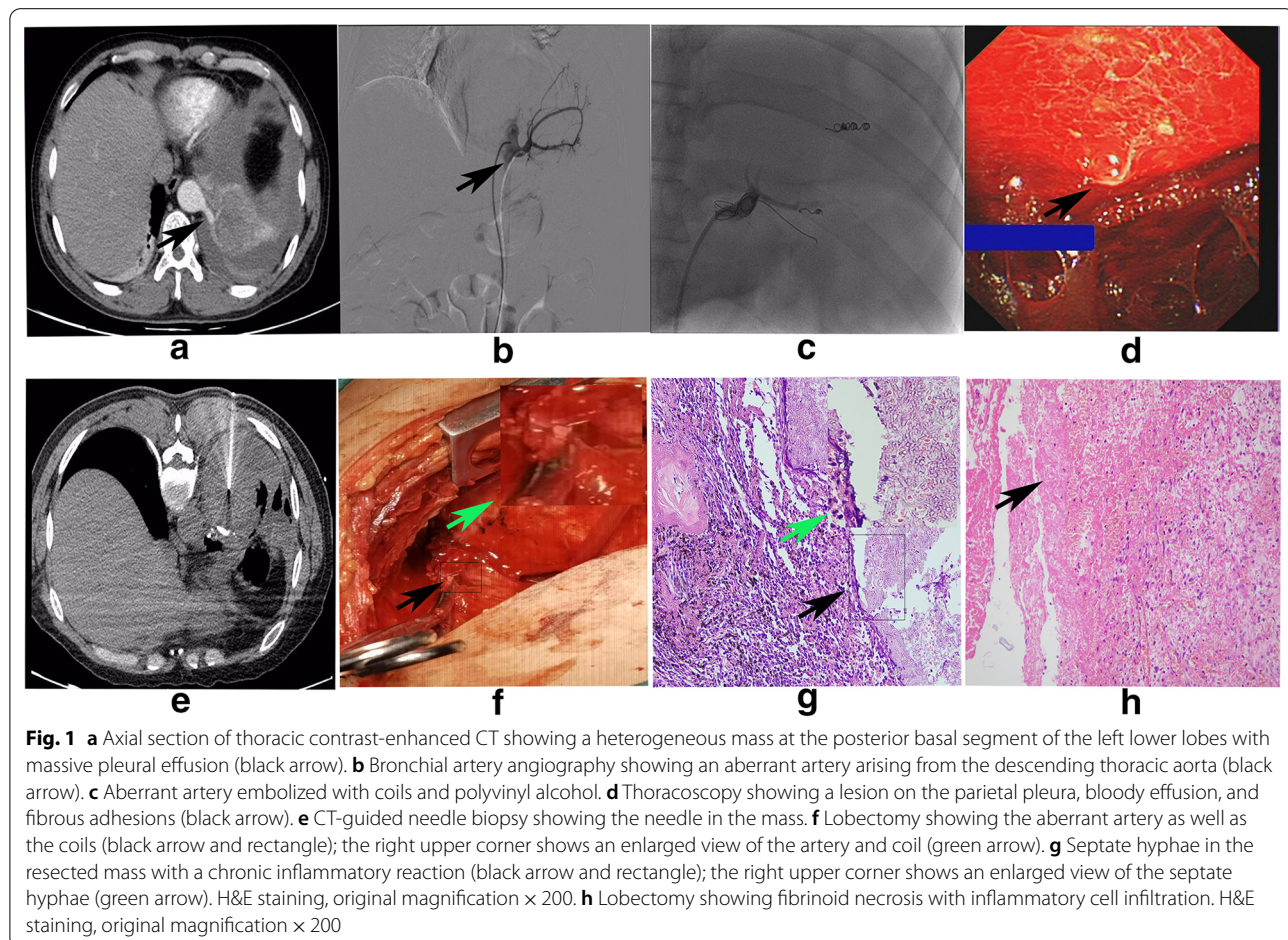 a
b
c
d
e
f
g
h
Fig. 1 a Axial section of thoracic contrast-enhanced CT showing a heterogeneous mass at the posterior basal segment of the left lower lobes with
massive pleural effusion (black arrow). b Bronchial artery angiography showing an aberrant artery arising from the descending thoracic aorta (black
arrow). c Aberrant artery embolized with coils and polyvinyl alcohol. d Thoracoscopy showing a lesion on the parietal pleura, bloody effusion, and
fibrous adhesions (black arrow). e CT-guided needle biopsy showing the needle in the mass. f Lobectomy showing the aberrant artery as well as
the coils (black arrow and rectangle); the right upper corner shows an enlarged view of the artery and coil (green arrow). g Septate hyphae in the
resected mass with a chronic inflammatory reaction (black arrow and rectangle); the right upper corner shows an enlarged view of the septate
hyphae (green arrow). H&E staining, original magnification × 200. h Lobectomy showing fibrinoid necrosis with inflammatory cell infiltration. H&E
staining, original magnification × 200